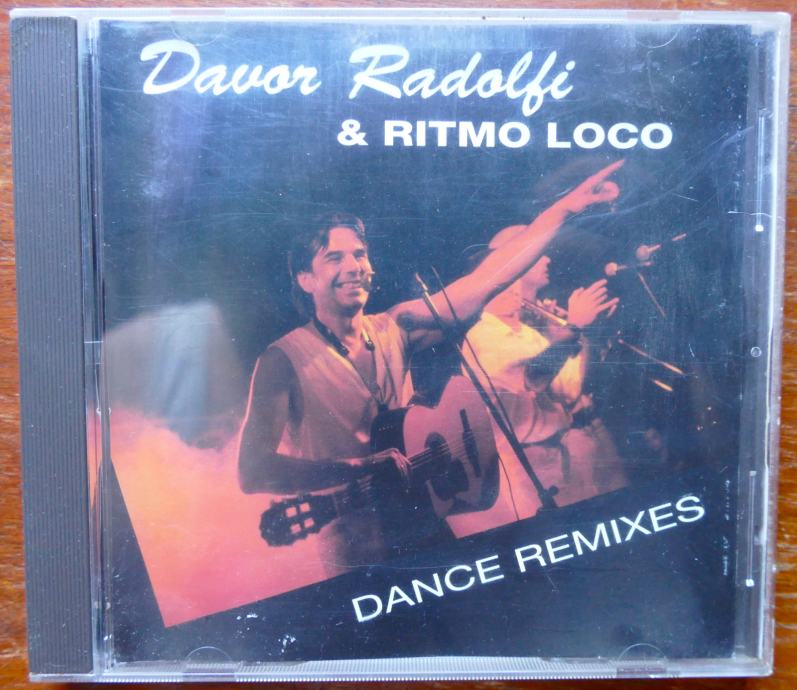 Davor Radolfi
& RITMO LOCO
DANCE REMIXES